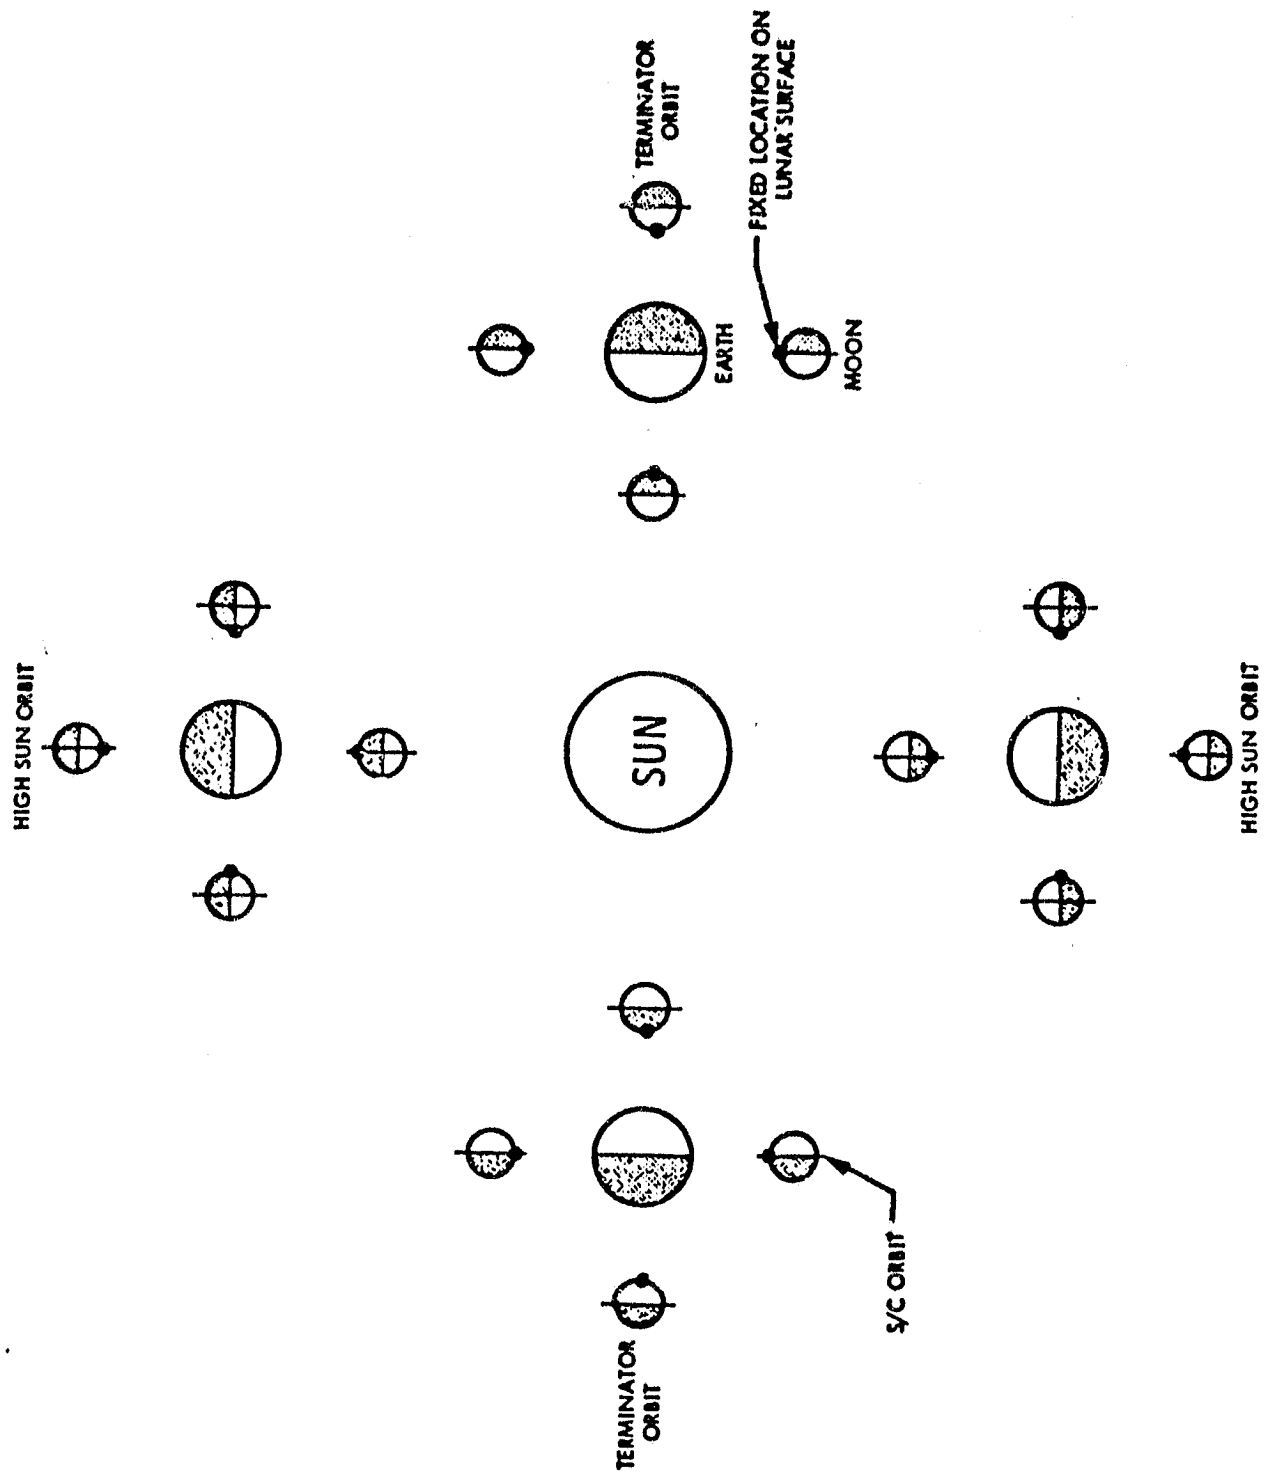 HIGH SUN ORBIT
TERMINATOR
ORBIT
FIXED LOCATION ON
LUNAR SURFACE
EARTH
MOON
SUN
TERMINATOR
ORBIT
S/C ORBIT
HIGH SUN ORBIT